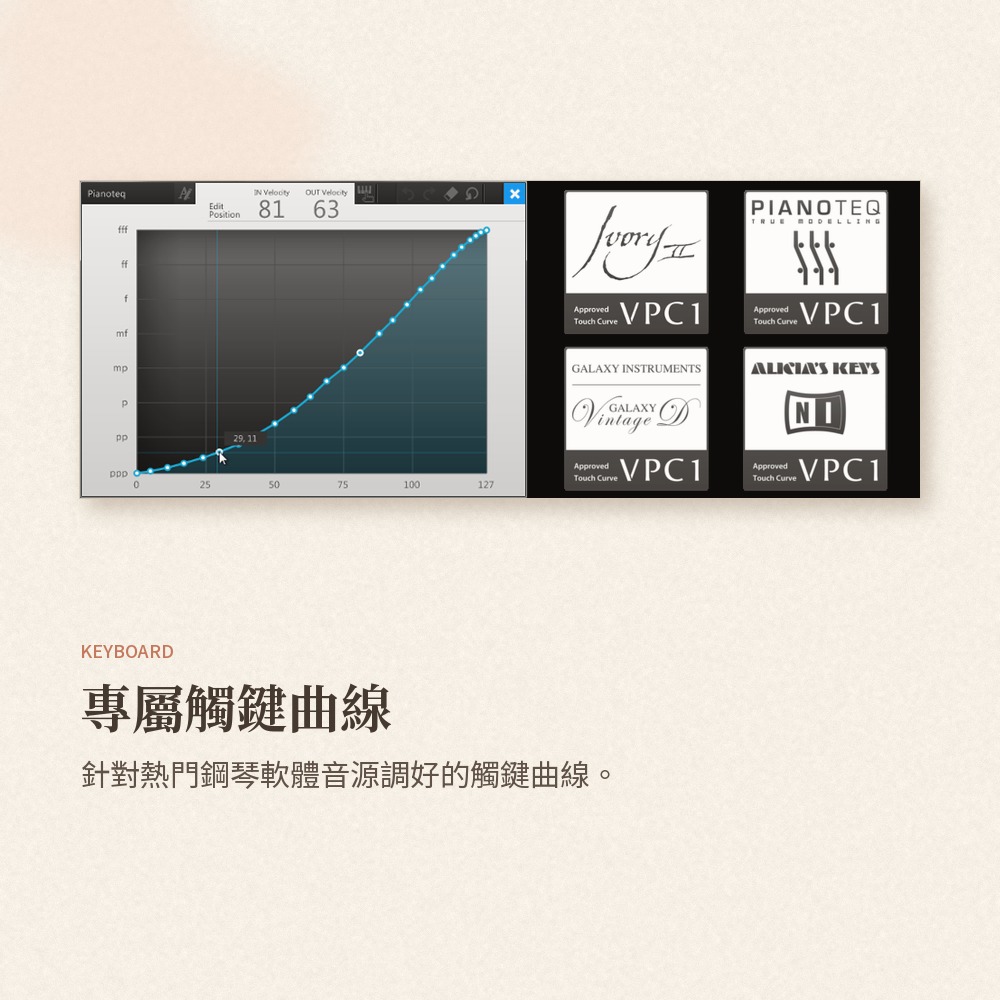 Pianoteq
Edit Position
IN Velocity
81
OUT Velocity
63
fff
ff
f
mf
mp
p
pp
ppp
29, 11
0 25 50 75 100 127
Ivory II
Approved Touch Curve VPC1
PIANOTEQ
TRUE MODELLING
Approved Touch Curve VPC1
GALAXY INSTRUMENTS
GALAXY
Vintage D
Approved Touch Curve VPC1
ALICIA'S KEYS
NI
Approved Touch Curve VPC1
KEYBOARD
專屬觸鍵曲線
針對熱門鋼琴軟體音源調好的觸鍵曲線。